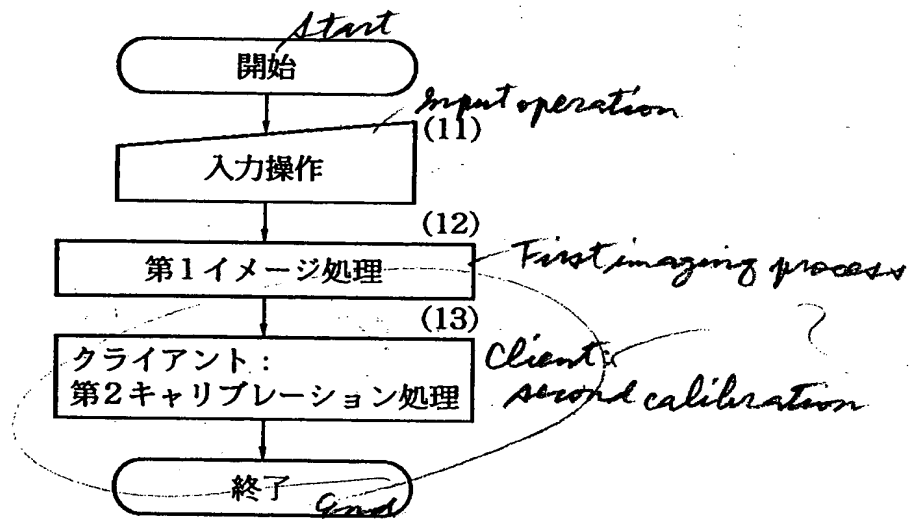 Start
開始
Input operation
(11)
入力操作
(12)
第1イメージ処理
First imaging process
(13)
?
クライアント:
第2キャリブレーション処理
Client:
second calibration
終了
End